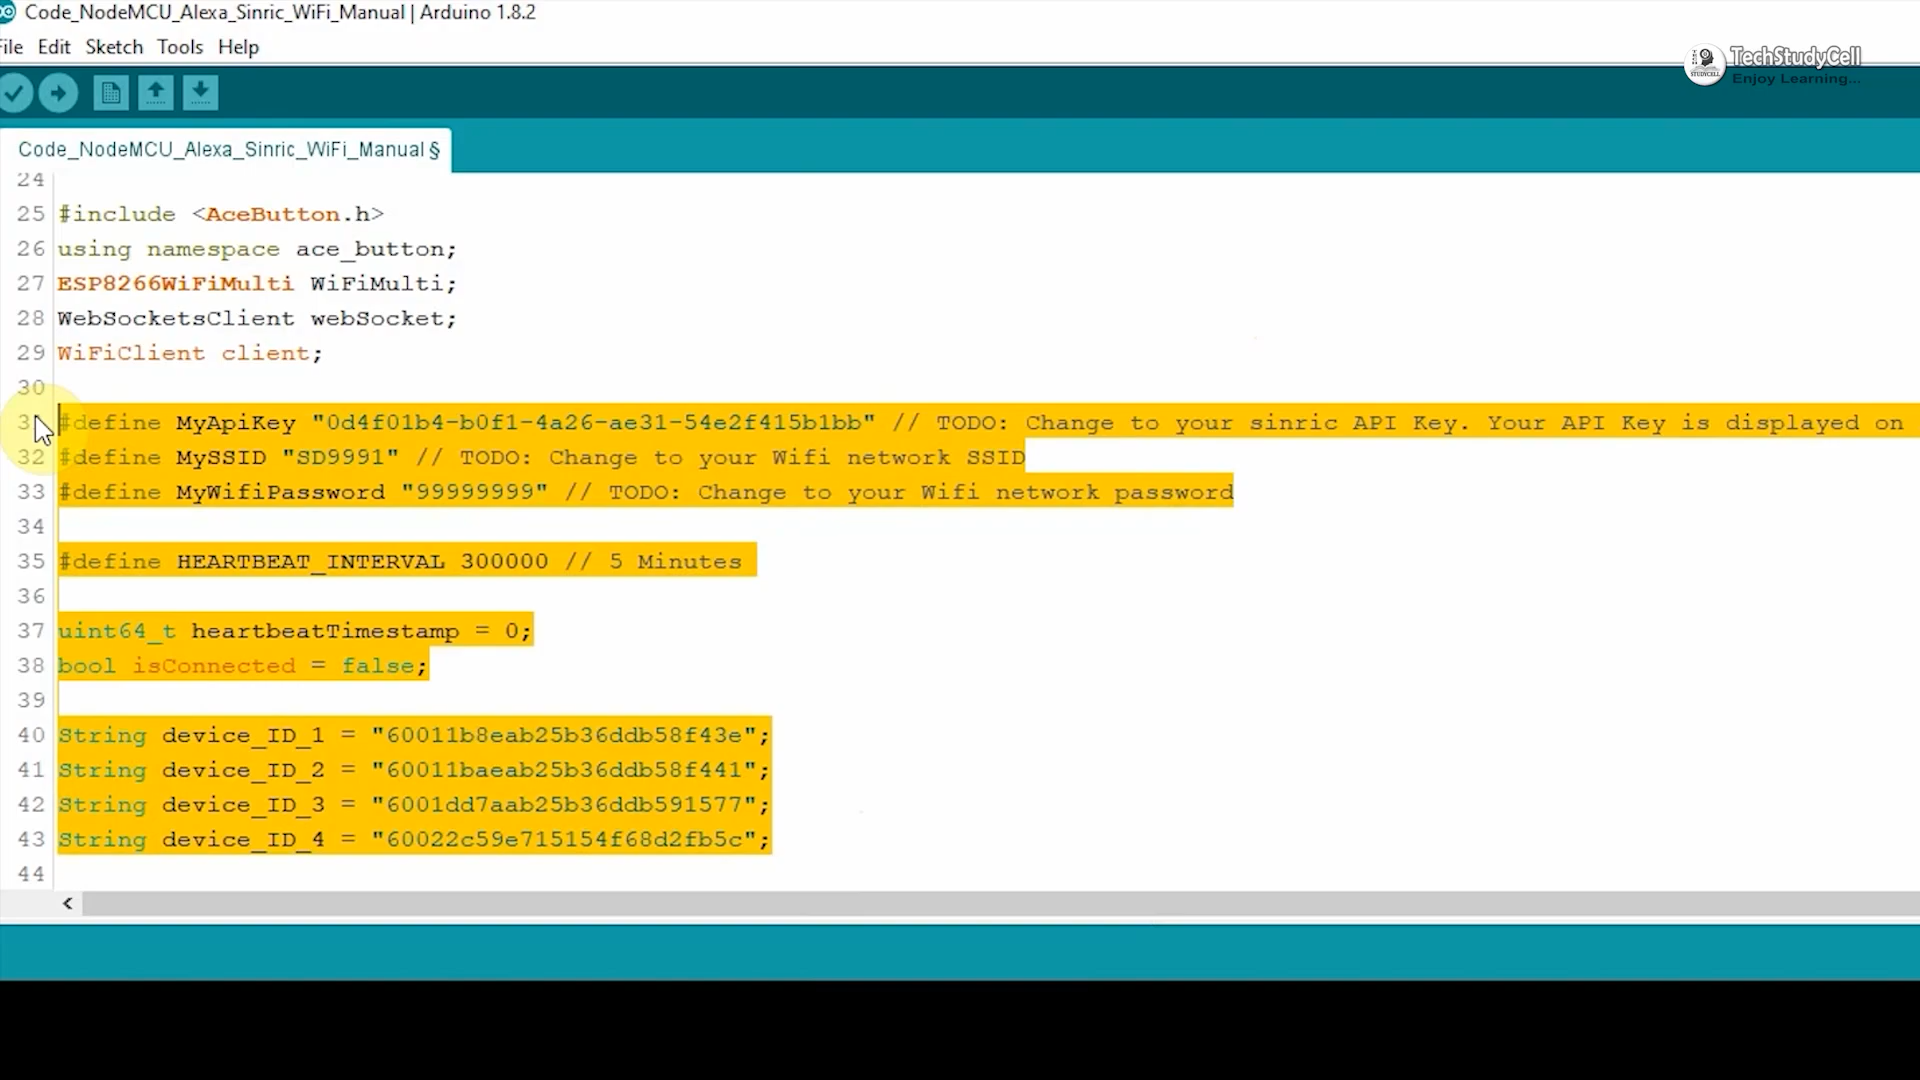 Code_NodeMCU_Alexa_Sinric_WiFi_Manual | Arduino 1.8.2
File Edit Sketch Tools Help
TechStudyCell
Enjoy Learning...
STUDYCELL
Code_NodeMCU_Alexa_Sinric_WiFi_Manual §
24
25 #include <AceButton.h>
26 using namespace ace_button;
27 ESP8266WiFiMulti WiFiMulti;
28 WebSocketsClient webSocket;
29 WiFiClient client;
30
31 #define MyApiKey "0d4f01b4-b0f1-4a26-ae31-54e2f415b1bb" // TODO: Change to your sinric API Key. Your API Key is displayed on
32 #define MySSID "SD9991" // TODO: Change to your Wifi network SSID
33 #define MyWifiPassword "99999999" // TODO: Change to your Wifi network password
34
35 #define HEARTBEAT_INTERVAL 300000 // 5 Minutes
36
37 uint64_t heartbeatTimestamp = 0;
38 bool isConnected = false;
39
40 String device_ID_1 = "60011b8eab25b36ddb58f43e";
41 String device_ID_2 = "60011baeab25b36ddb58f441";
42 String device_ID_3 = "6001dd7aab25b36ddb591577";
43 String device_ID_4 = "60022c59e715154f68d2fb5c";
44